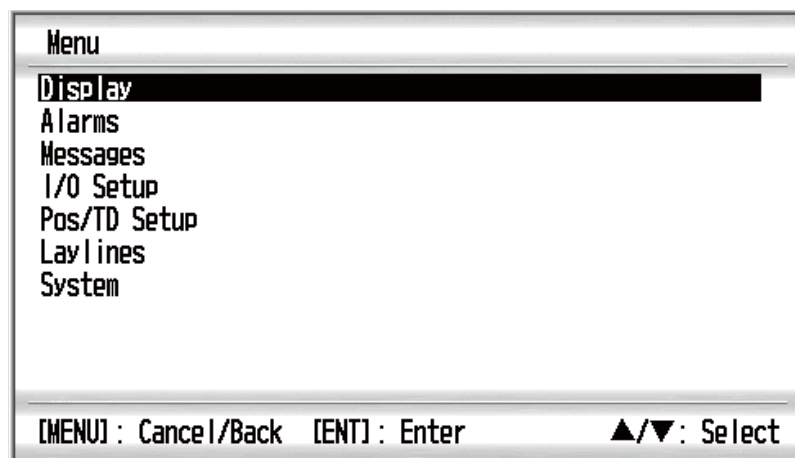 Menu
Display
Alarms
Messages
I/O Setup
Pos/TD Setup
Laylines
System
[MENU]: Cancel/Back [ENT]: Enter ▲/▼: Select